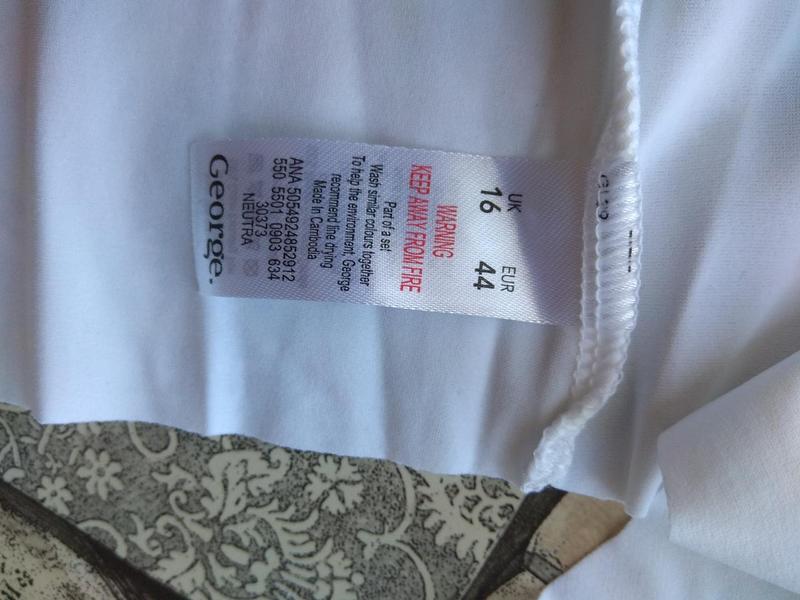 UK EUR
16 44
WARNING
KEEP AWAY FROM FIRE
Part of a set
Wash similar colours together
To help the environment, George
recommend line drying
Made In Cambodia
ANA 5054924852912
550 5501 0903 634
30373
NEUTRA
George.